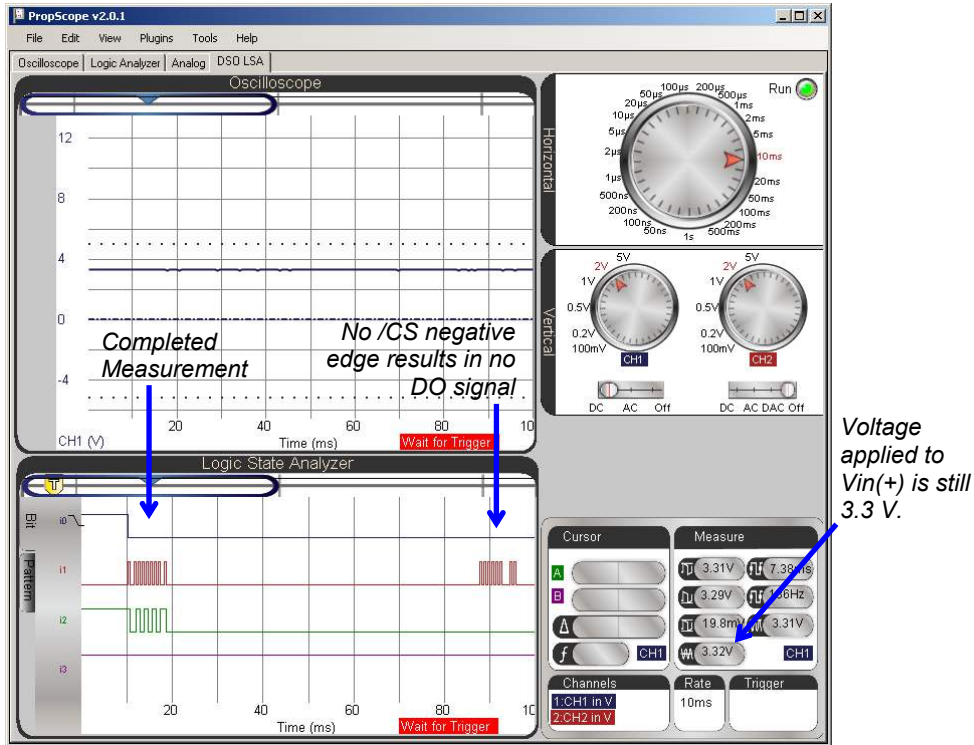 PropScope v2.0.1
File Edit View Plugins Tools Help
Oscilloscope Logic Analyzer Analog DSO LSA
Oscilloscope
12
8
4
0
-4
CH1 (V)
20 40 60 80 10
Time (ms)
Wait for Trigger
Completed
Measurement
No /CS negative
edge results in no
DO signal
Horizontal
Run
50ns
100ns
200ns
500ns
1µs
2µs
5µs
10µs
20µs
50µs
100µs
200µs
500µs
1ms
2ms
5ms
10ms
20ms
50ms
100ms
200ms
500ms
1s
Vertical
100mV
0.2V
0.5V
1V
2V
5V
CH1
DC AC Off
100mV
0.2V
0.5V
1V
2V
5V
CH2
DC AC DAC Off
Voltage
applied to
Vin(+) is still
3.3 V.
Logic State Analyzer
T
Bit
Pattern
i0
i1
i2
i3
20 40 60 80 10
Time (ms)
Wait for Trigger
Cursor
A
B
Δ
f
CH1
Measure
3.31V 7.38ms
3.29V
19.8mV 3.31V
3.32V
CH1
Channels
1:CH1 in V
2:CH2 in V
Rate
10ms
Trigger